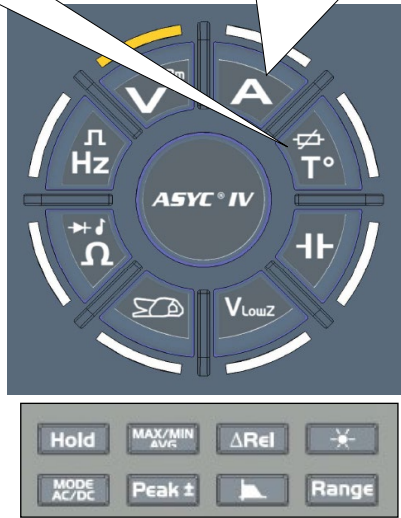 V
A
Hz
T°
ASYC® IV
Ω
VLowZ
Hold
MAX/MIN AVG
ΔREl
MODE AC/DC
Peak ±
Range